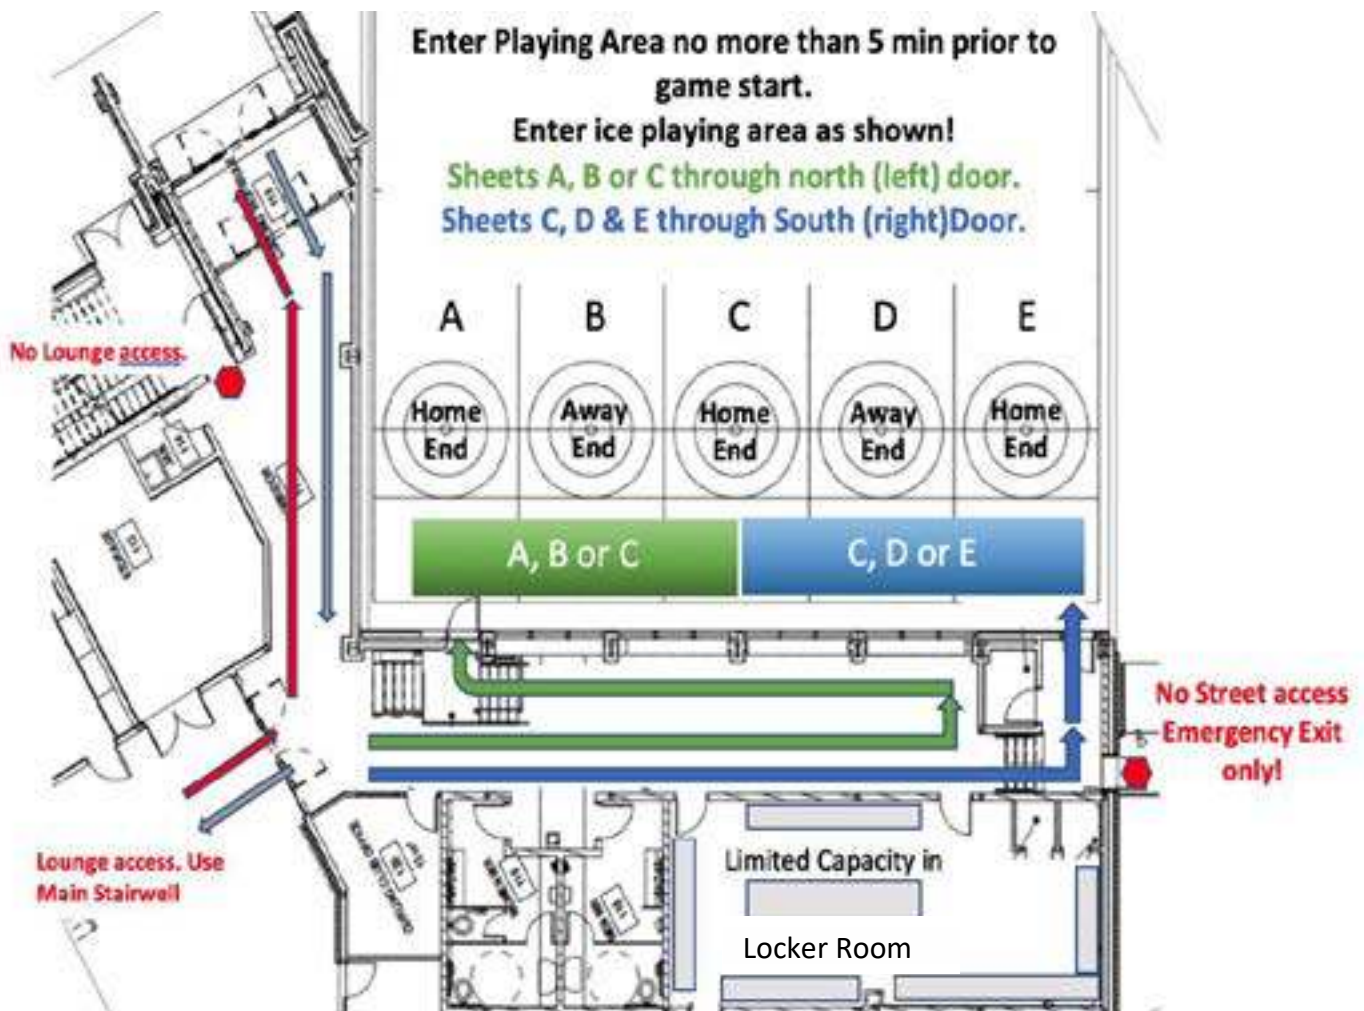 Enter Playing Area no more than 5 min prior to
game start.
Enter ice playing area as shown!
Sheets A, B or C through north (left) door.
Sheets C, D & E through South (right)Door.
A B C D E
No Lounge access.
Home
End
Away
End
Home
End
Away
End
Home
End
A, B or C
C, D or E
No Street access
Emergency Exit
only!
Lounge access. Use
Main Stairwell
Limited Capacity in
Locker Room